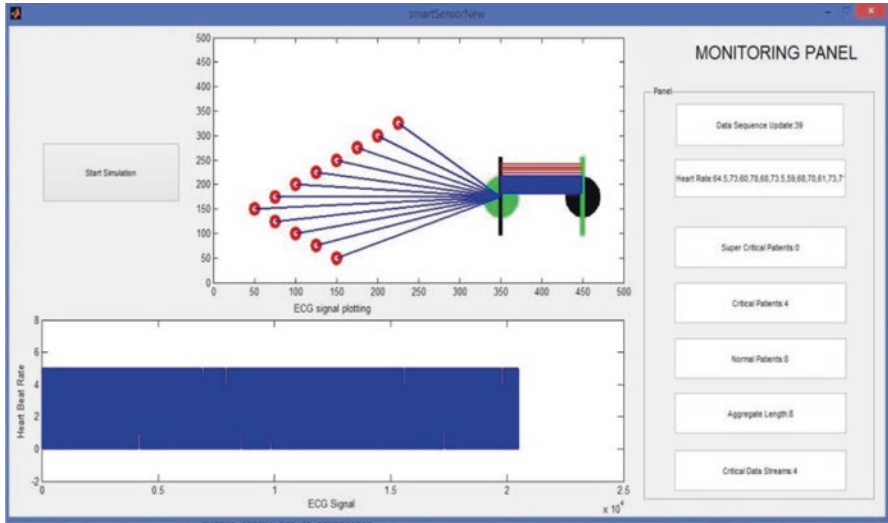 smartSensorNew
MONITORING PANEL
Panel
Start Simulation
500
450
400
350
300
250
200
150
100
50
0
0 50 100 150 200 250 300 350 400 450 500
ECG signal plotting
Data Sequence Update:39
Heart Rate:64.5,73,60,78,68,73.5,59,68,70,61,73,7
Super Critical Patients:0
Critical Patients:4
Normal Patients:8
Aggregate Length:8
Critical Data Streams:4
Heart Beat Rate
8
6
4
2
0
-2
0 0.5 1 1.5 2 2.5
ECG Signal
x 10^4